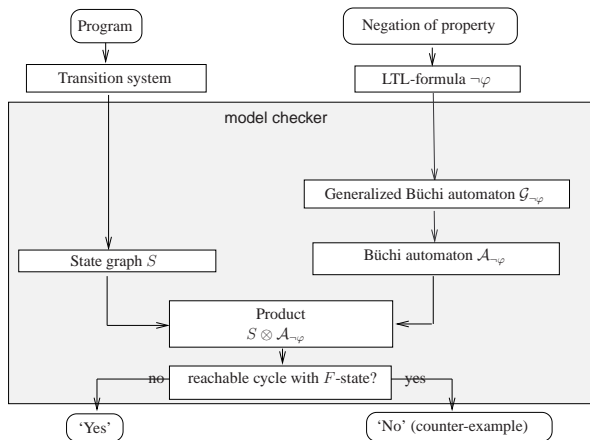 Program
Negation of property
Transition system
LTL-formula ¬φ
model checker
Generalized Büchi automaton 𝒢¬φ
State graph S
Büchi automaton 𝒜¬φ
Product
S ⊗ 𝒜¬φ
no
reachable cycle with F-state?
yes
‘Yes’
‘No’ (counter-example)